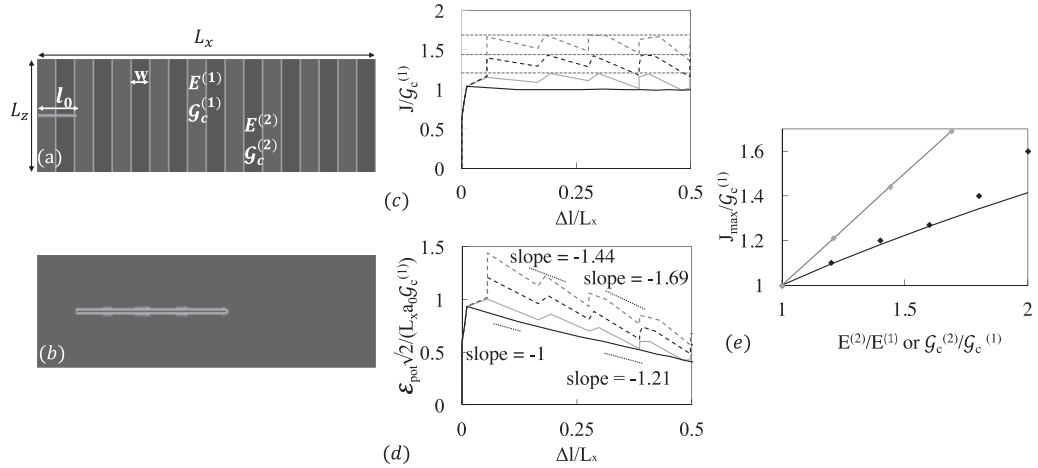 L_x
L_z
l_0
w
E^(1)
𝒢_c^(1)
E^(2)
𝒢_c^(2)
(a)
(b)
J/𝒢_c^(1)
2
1.5
1
0.5
0
0
0.25
0.5
Δl/L_x
(c)
ℰ_pot√2/(L_x a_0 𝒢_c^(1))
1.5
1
0.5
0
slope = -1.44
slope = -1.69
slope = -1
slope = -1.21
0
0.25
0.5
Δl/L_x
(d)
J_max/𝒢_c^(1)
1.6
1.4
1.2
1
1
1.5
2
E^(2)/E^(1) or 𝒢_c^(2)/𝒢_c^(1)
(e)